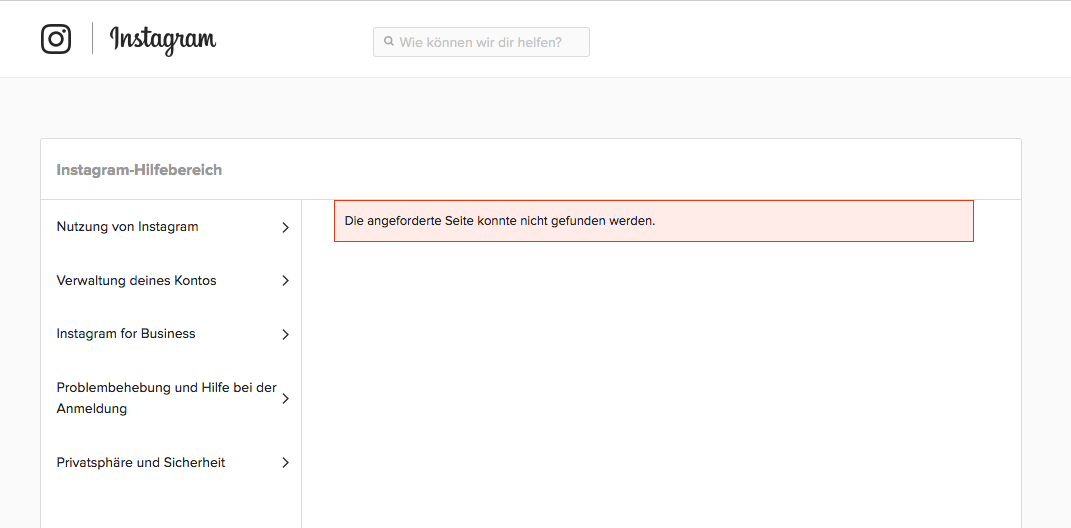 Instagram
Wie können wir dir helfen?
Instagram-Hilfebereich
Nutzung von Instagram
Die angeforderte Seite konnte nicht gefunden werden.
Verwaltung deines Kontos
Instagram for Business
Problembehebung und Hilfe bei der
Anmeldung
Privatsphäre und Sicherheit